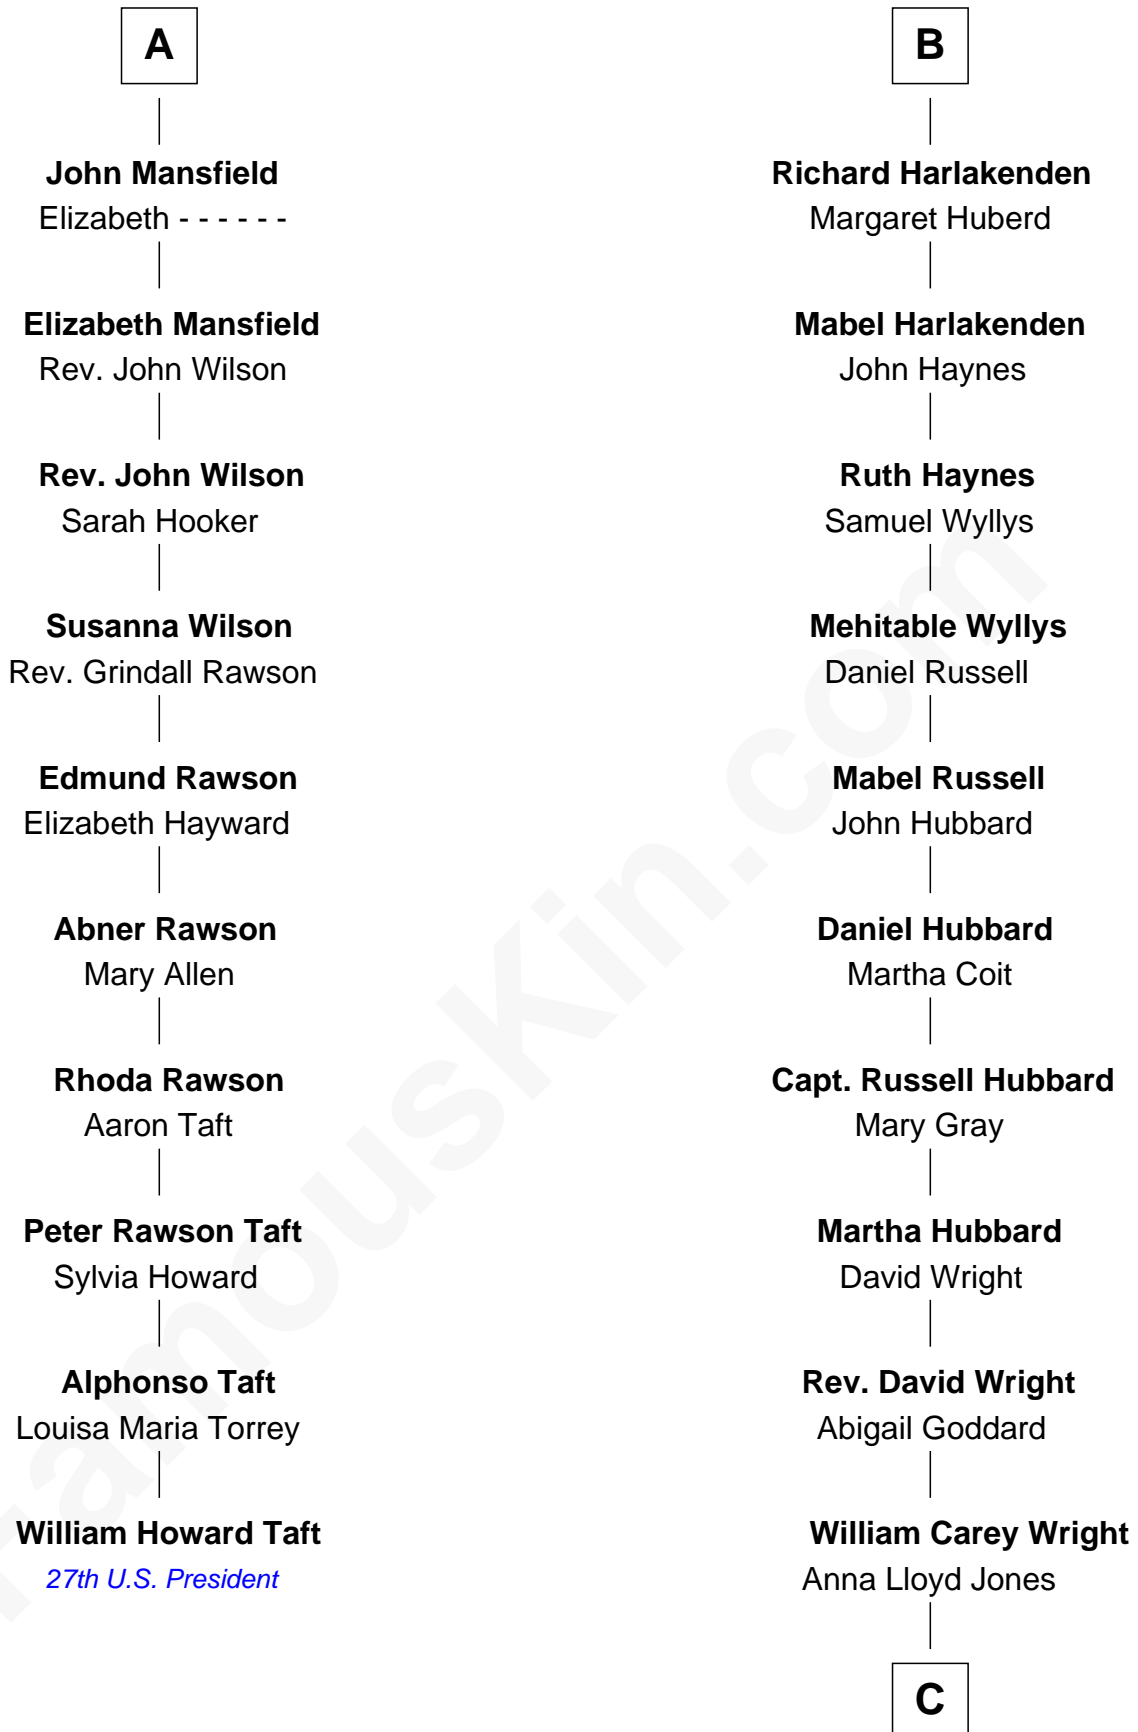 A
John Mansfield
Elizabeth - - - - - -
Elizabeth Mansfield
Rev. John Wilson
Rev. John Wilson
Sarah Hooker
Susanna Wilson
Rev. Grindall Rawson
Edmund Rawson
Elizabeth Hayward
Abner Rawson
Mary Allen
Rhoda Rawson
Aaron Taft
Peter Rawson Taft
Sylvia Howard
Alphonso Taft
Louisa Maria Torrey
William Howard Taft
27th U.S. President
B
Richard Harlakenden
Margaret Huberd
Mabel Harlakenden
John Haynes
Ruth Haynes
Samuel Wyllys
Mehitable Wyllys
Daniel Russell
Mabel Russell
John Hubbard
Daniel Hubbard
Martha Coit
Capt. Russell Hubbard
Mary Gray
Martha Hubbard
David Wright
Rev. David Wright
Abigail Goddard
William Carey Wright
Anna Lloyd Jones
C
FamousKin.com